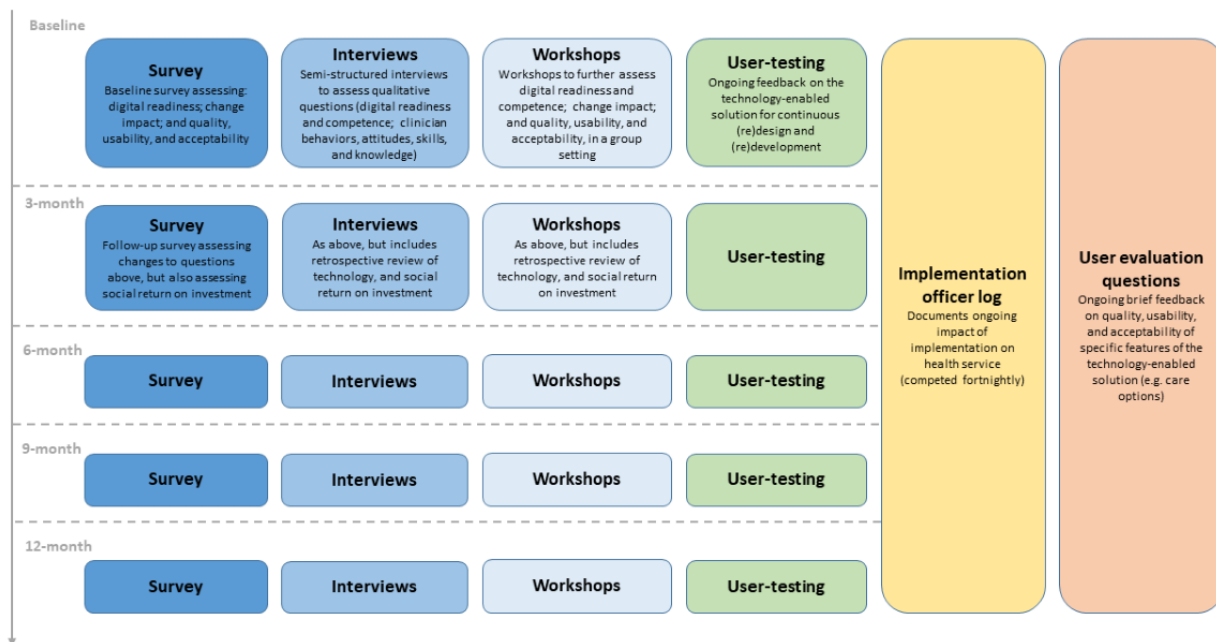 Baseline
Survey
Baseline survey assessing:
digital readiness; change
impact; and quality,
usability, and acceptability
Interviews
Semi-structured interviews
to assess qualitative
questions (digital readiness
and competence; clinician
behaviors, attitudes, skills,
and knowledge)
Workshops
Workshops to further assess
digital readiness and
competence; change impact;
and quality, usability, and
acceptability, in a group
setting
User-testing
Ongoing feedback on the
technology-enabled
solution for continuous
(re)design and
(re)development
3-month
Survey
Follow-up survey assessing
changes to questions
above, but also assessing
social return on investment
Interviews
As above, but includes
retrospective review of
technology, and social
return on investment
Workshops
As above, but includes
retrospective review of
technology, and social return
on investment
User-testing
Implementation
officer log
Documents ongoing
impact of
implementation on
health service
(competed fortnightly)
User evaluation
questions
Ongoing brief feedback
on quality, usability,
and acceptability of
specific features of the
technology-enabled
solution (e.g. care
options)
6-month
Survey
Interviews
Workshops
User-testing
9-month
Survey
Interviews
Workshops
User-testing
12-month
Survey
Interviews
Workshops
User-testing